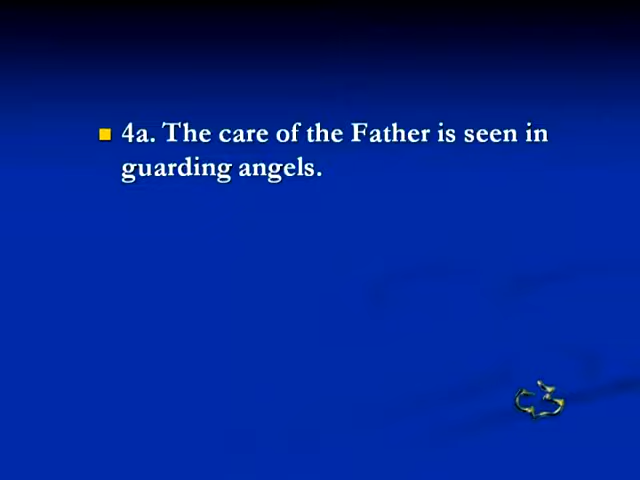 4a. The care of the Father is seen in
guarding angels.